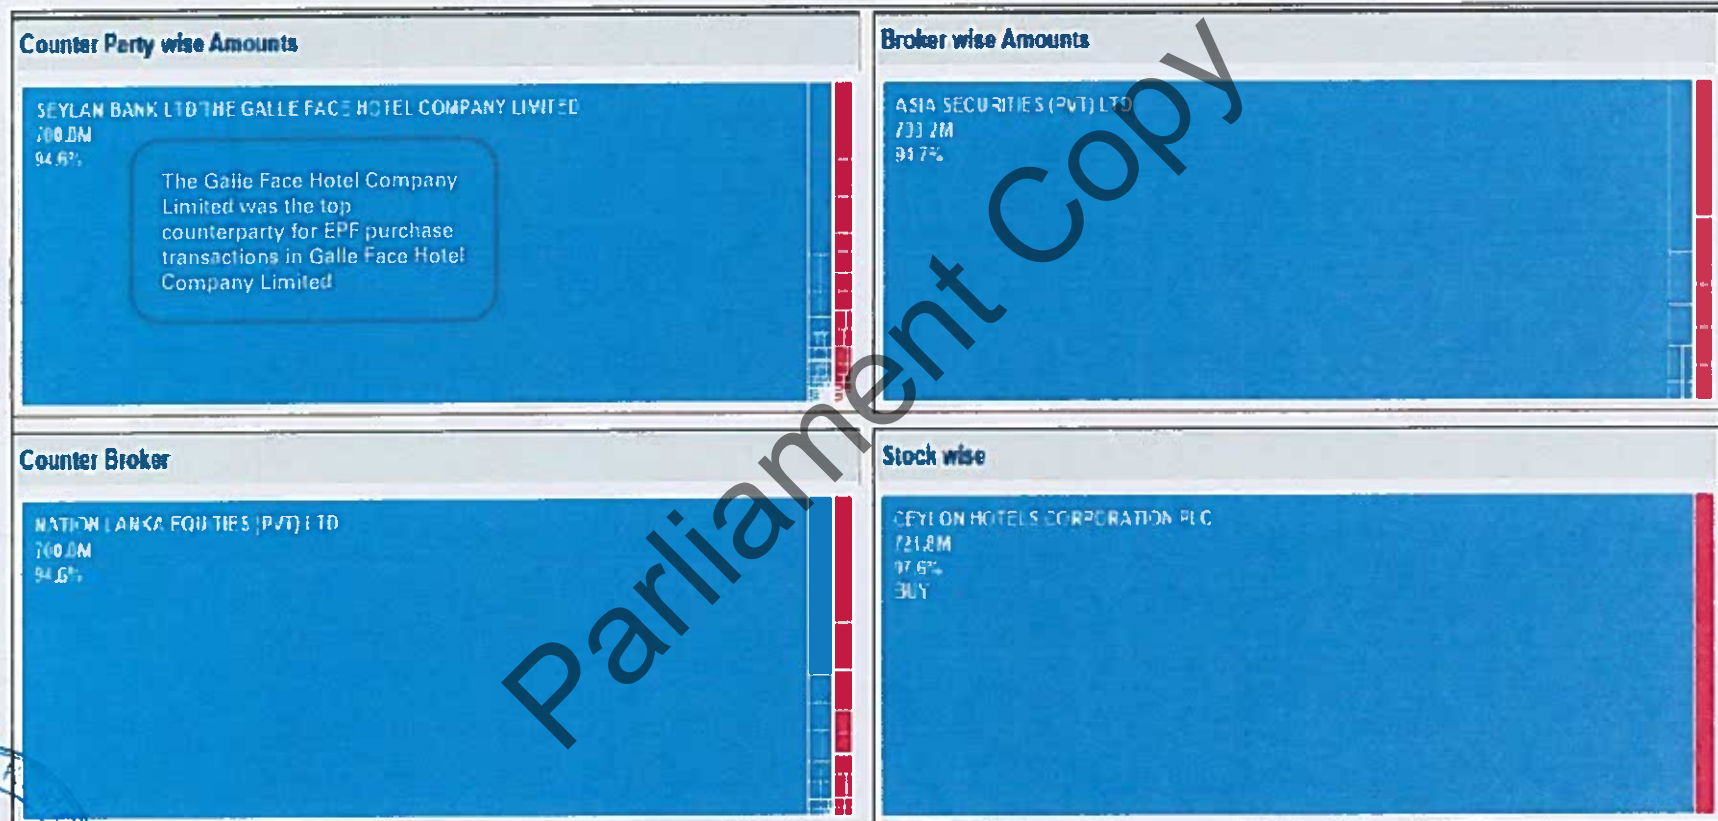 Counter Party wise Amounts
SEYLAN BANK LTD THE GALLE FACE HOTEL COMPANY LIMITED
700.0M
94.6%
The Galle Face Hotel Company
Limited was the top
counterparty for EPF purchase
transactions in Galle Face Hotel
Company Limited
Broker wise Amounts
ASIA SECURITIES (PVT) LTD
94.7%
Counter Broker
NATION LANKA EQUITIES (PVT) LTD
700.0M
94.6%
Stock wise
CEYLON HOTELS CORPORATION PLC
721.8M
97.6%
BUY
Parliament Copy